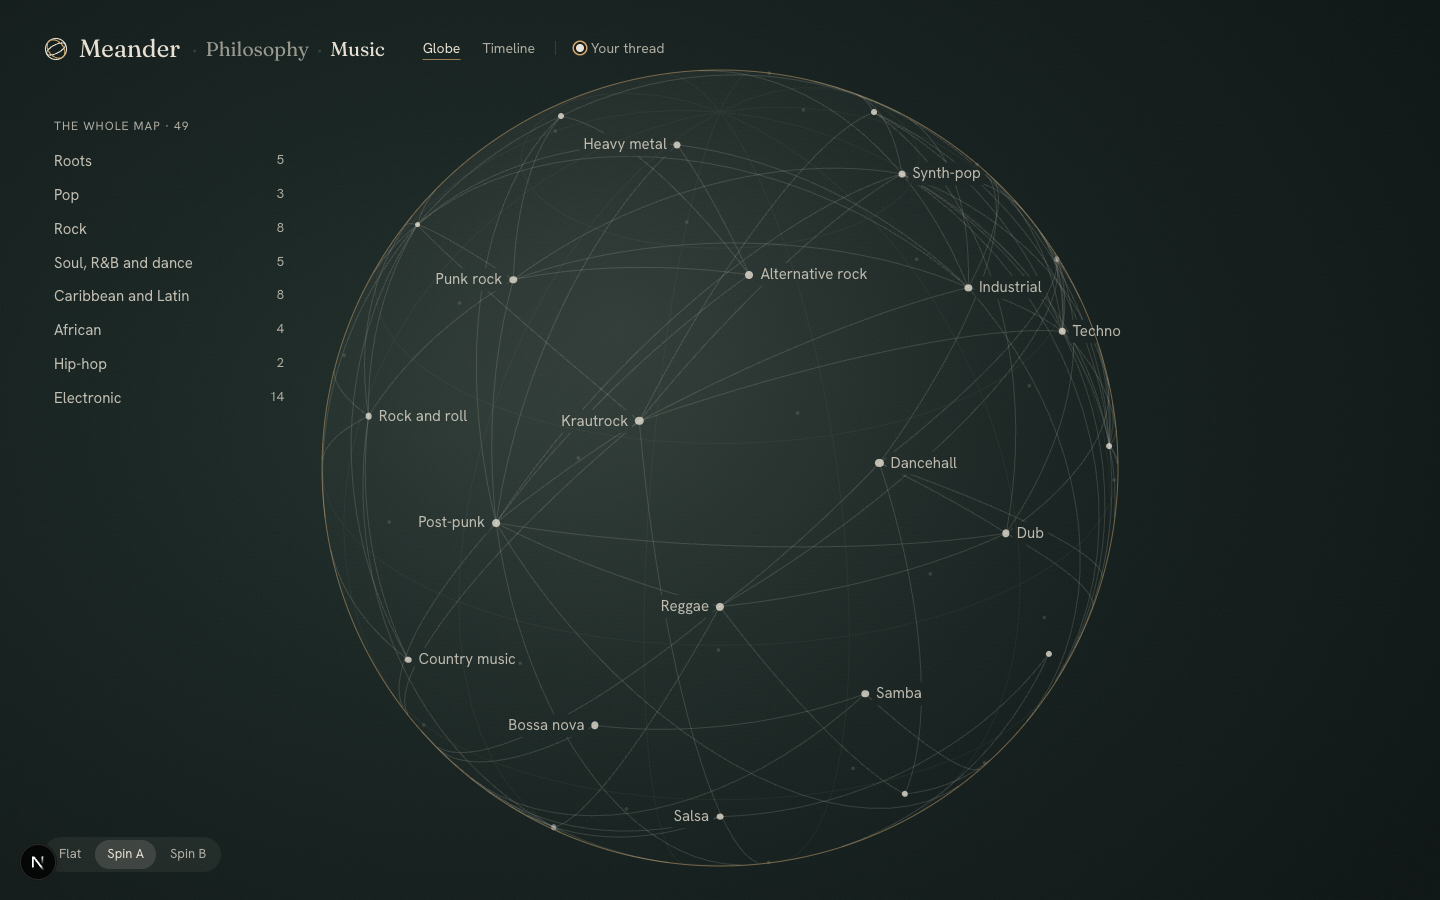 Meander · Philosophy · Music
Globe
Timeline
Your thread
THE WHOLE MAP · 49
Roots 5
Pop 3
Rock 8
Soul, R&B and dance 5
Caribbean and Latin 8
African 4
Hip-hop 2
Electronic 14
Heavy metal
Synth-pop
Punk rock
Alternative rock
Industrial
Techno
Rock and roll
Krautrock
Dancehall
Post-punk
Dub
Reggae
Country music
Samba
Bossa nova
Salsa
N
Flat
Spin A
Spin B